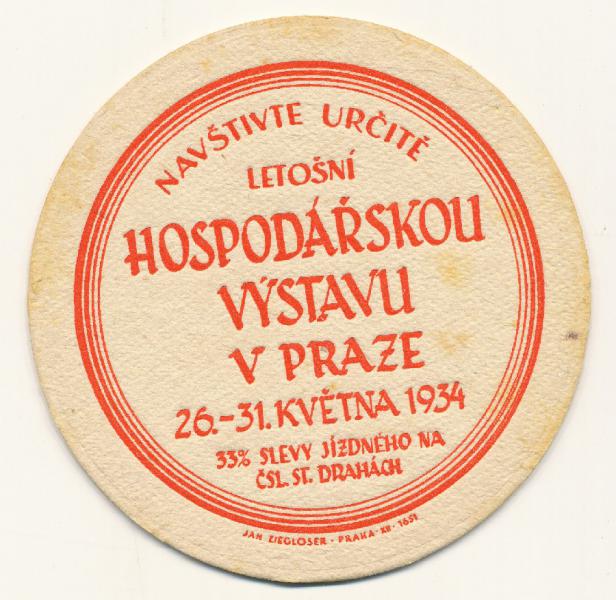 NAVŠTIVTE URČITĚ
LETOŠNÍ
HOSPODÁŘSKOU
VÝSTAVU
V PRAZE
26.-31. KVĚTNA 1934
33% SLEVY JÍZDNÉHO NA
ČSL. ST. DRAHÁCH
JAN ZIEGLOSER · PRAHA · XII · 1651